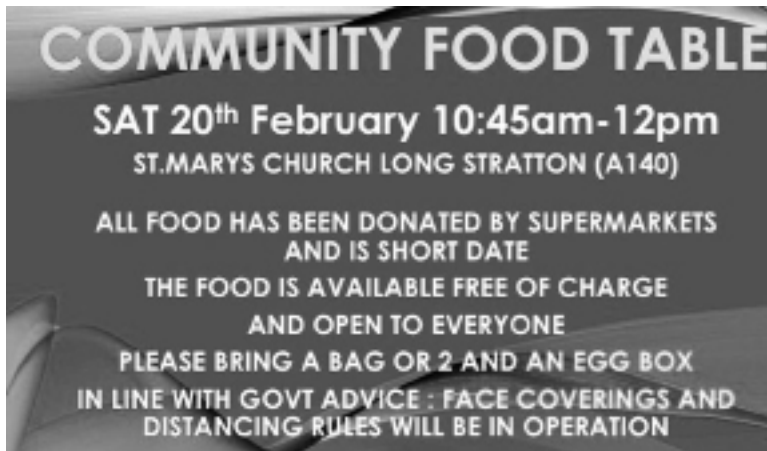 COMMUNITY FOOD TABLE
SAT 20th February 10:45am-12pm
ST.MARYS CHURCH LONG STRATTON (A140)
ALL FOOD HAS BEEN DONATED BY SUPERMARKETS
AND IS SHORT DATE
THE FOOD IS AVAILABLE FREE OF CHARGE
AND OPEN TO EVERYONE
PLEASE BRING A BAG OR 2 AND AN EGG BOX
IN LINE WITH GOVT ADVICE : FACE COVERINGS AND
DISTANCING RULES WILL BE IN OPERATION